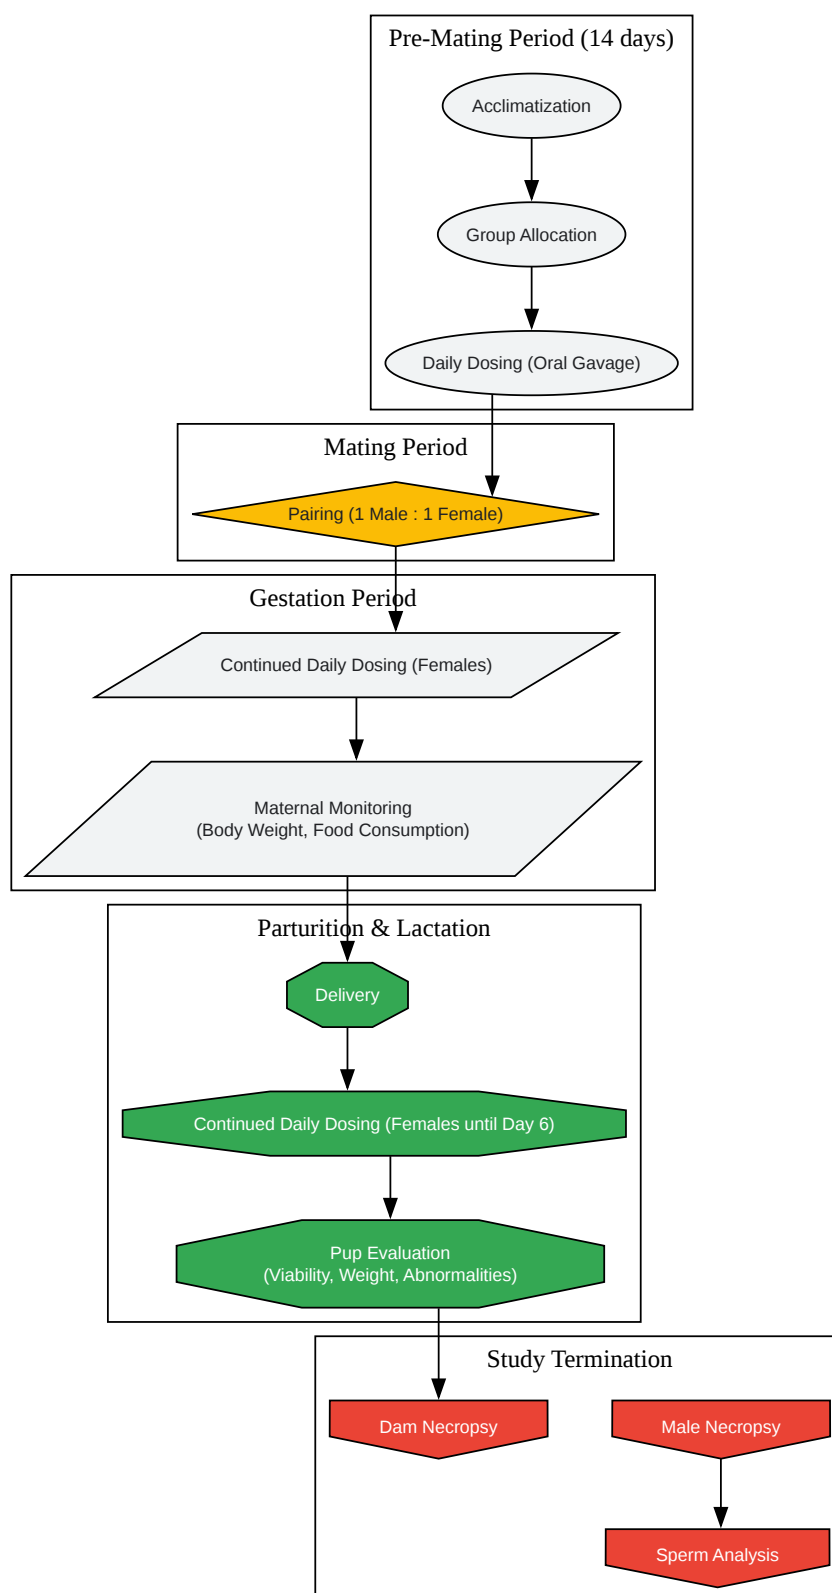 Pre-Mating Period (14 days)
Acclimatization
Group Allocation
Daily Dosing (Oral Gavage)
Mating Period
Pairing (1 Male : 1 Female)
Gestation Period
Continued Daily Dosing (Females)
Maternal Monitoring
(Body Weight, Food Consumption)
Parturition & Lactation
Delivery
Continued Daily Dosing (Females until Day 6)
Pup Evaluation
(Viability, Weight, Abnormalities)
Study Termination
Dam Necropsy
Male Necropsy
Sperm Analysis